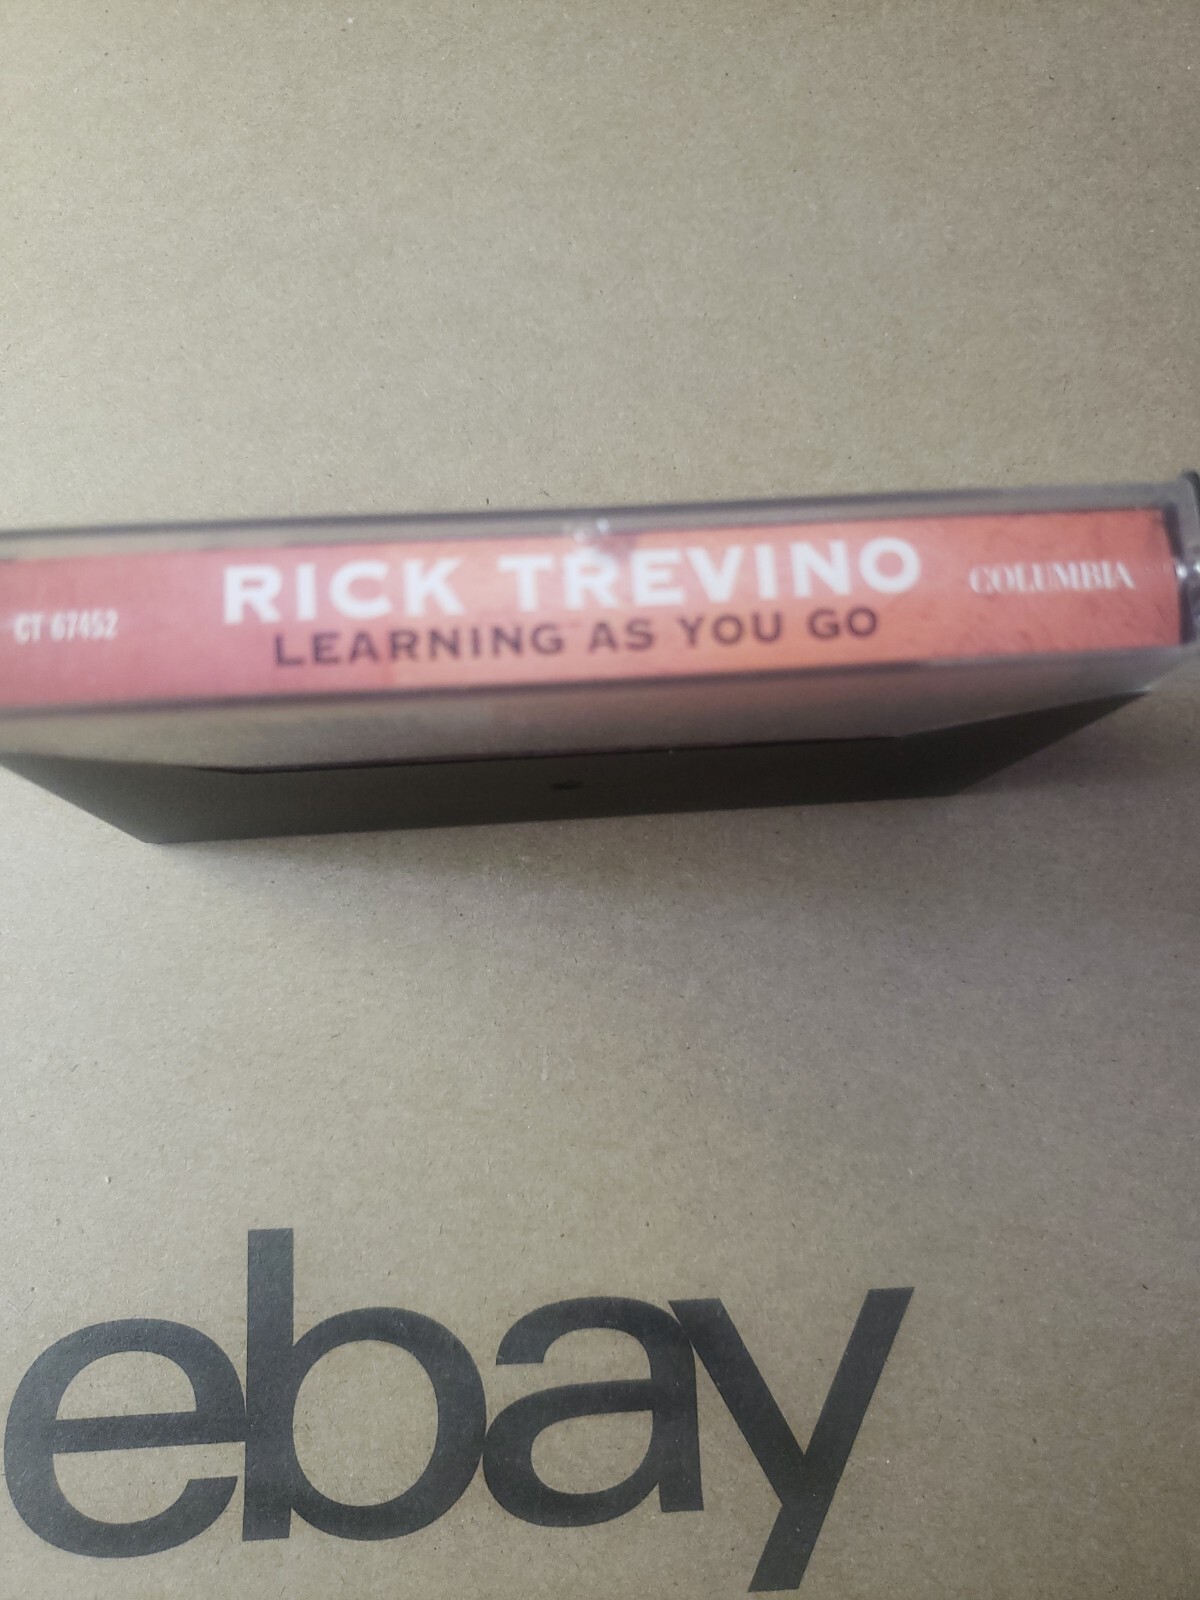 CT 67452
RICK TREVINO
LEARNING AS YOU GO
COLUMBIA
ebay